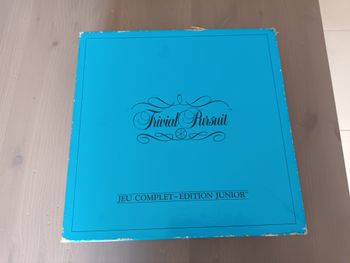 Trivial Pursuit
JEU COMPLET-EDITION JUNIOR